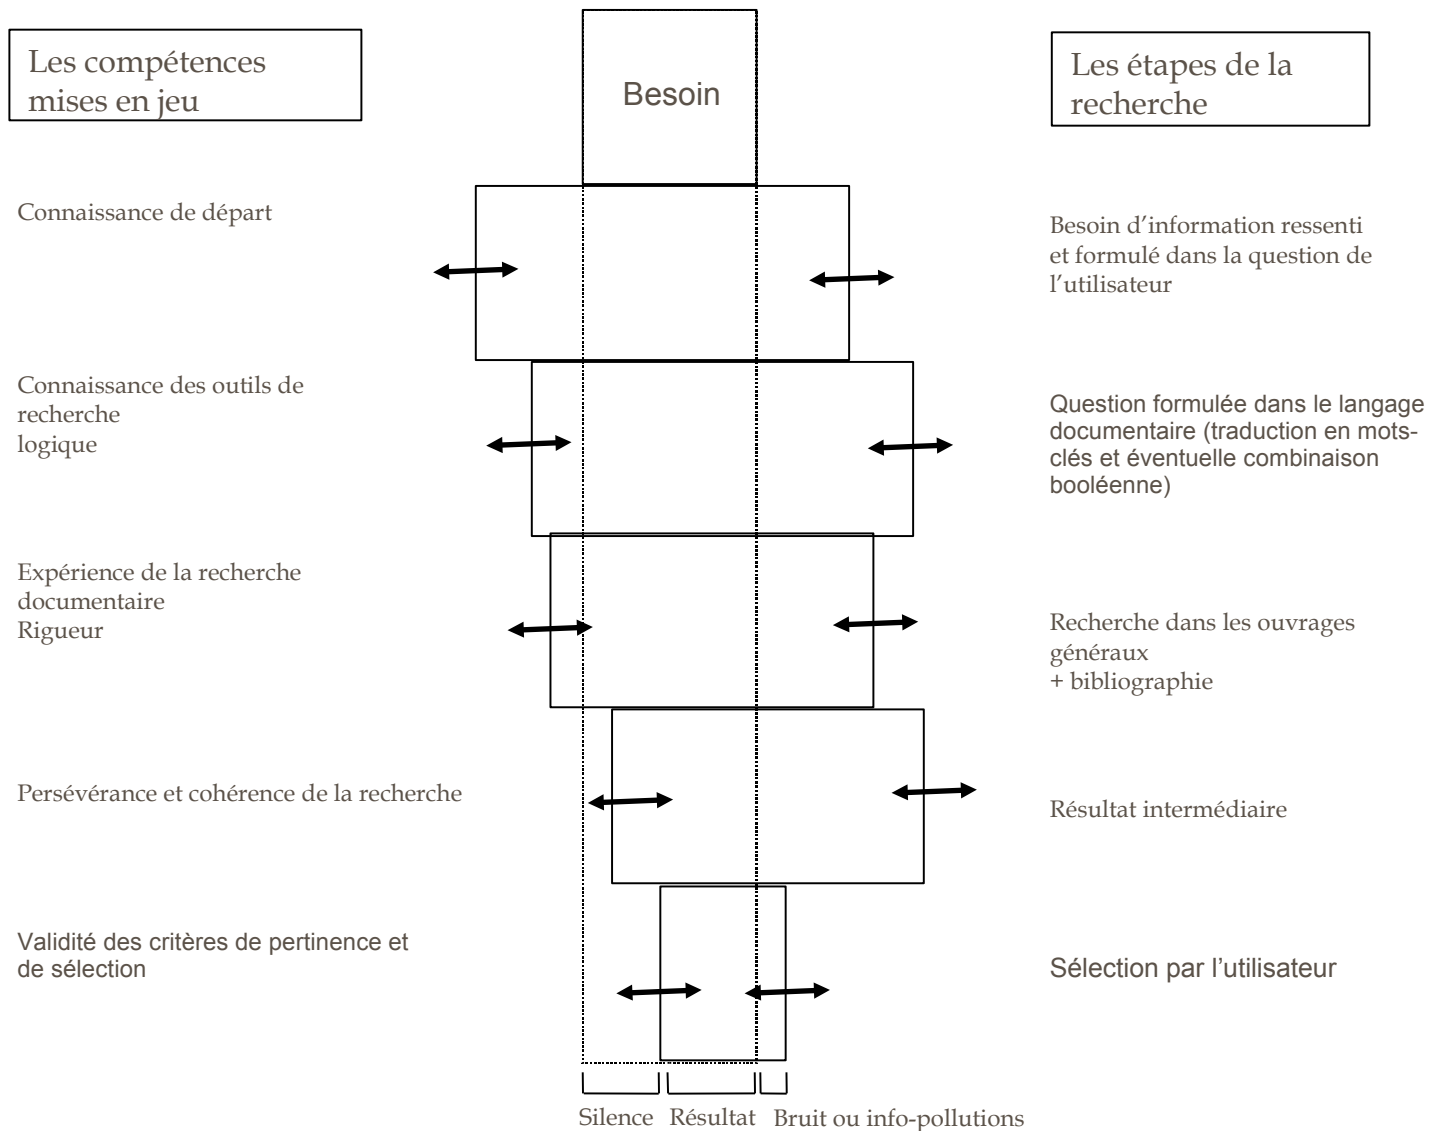 Les compétences
mises en jeu
Besoin
Les étapes de la
recherche
Connaissance de départ
Besoin d’information ressenti
et formulé dans la question de
l’utilisateur
Connaissance des outils de
recherche
logique
Question formulée dans le langage
documentaire (traduction en mots-
clés et éventuelle combinaison
booléenne)
Expérience de la recherche
documentaire
Rigueur
Recherche dans les ouvrages
généraux
+ bibliographie
Persévérance et cohérence de la recherche
Résultat intermédiaire
Validité des critères de pertinence et
de sélection
Sélection par l’utilisateur
Silence
Résultat
Bruit ou info-pollutions